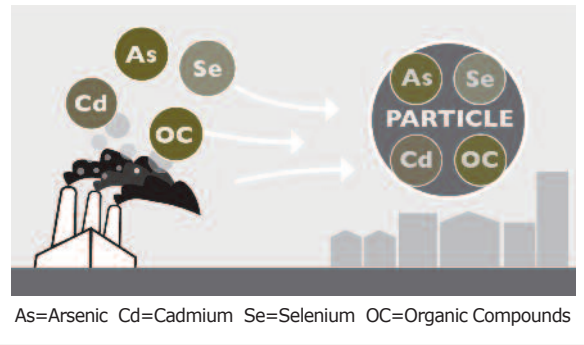 As
Se
Cd
OC
As Se
PARTICLE
Cd OC
As=Arsenic Cd=Cadmium Se=Selenium OC=Organic Compounds